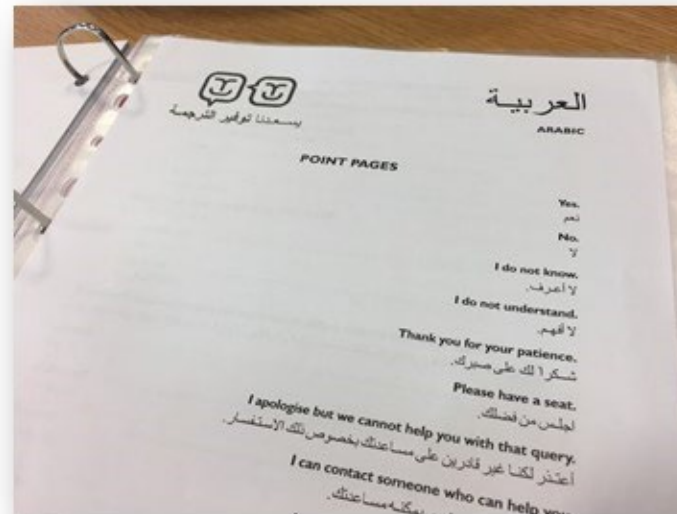 العربية
ARABIC
يسعدنا توفير الترجمة
POINT PAGES
Yes.
نعم
No.
لا
I do not know.
لا أعرف.
I do not understand.
لا أفهم.
Thank you for your patience.
شكرا لك على صبرك.
Please have a seat.
اجلس من فضلك.
I apologise but we cannot help you with that query.
أعتذر لكننا غير قادرين على مساعدتك بخصوص ذلك الاستفسار.
I can contact someone who can help you
يمكنه مساعدتك.